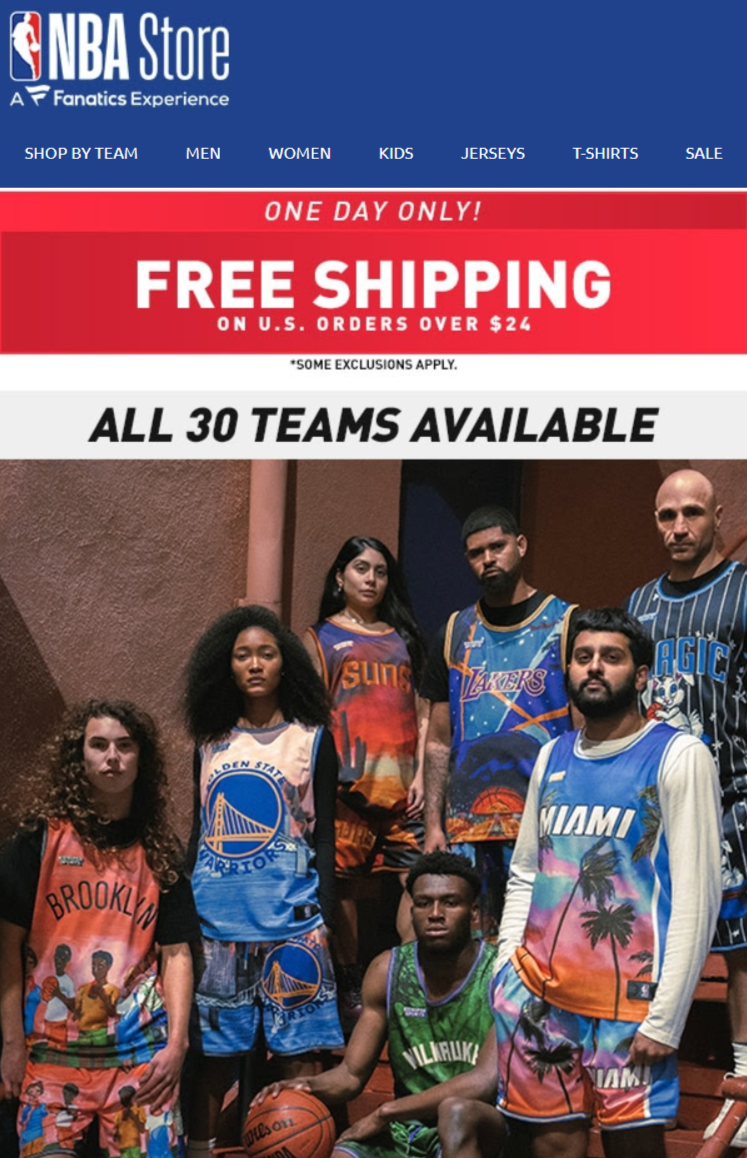 NBA Store
A Fanatics Experience
SHOP BY TEAM MEN WOMEN KIDS JERSEYS T-SHIRTS SALE
ONE DAY ONLY!
FREE SHIPPING
ON U.S. ORDERS OVER $24
*SOME EXCLUSIONS APPLY.
ALL 30 TEAMS AVAILABLE
SUNS
LAKERS
MAGIC
GOLDEN STATE
WARRIORS
MIAMI
BROOKLYN
MILWAUKEE
MIAMI
Wilson